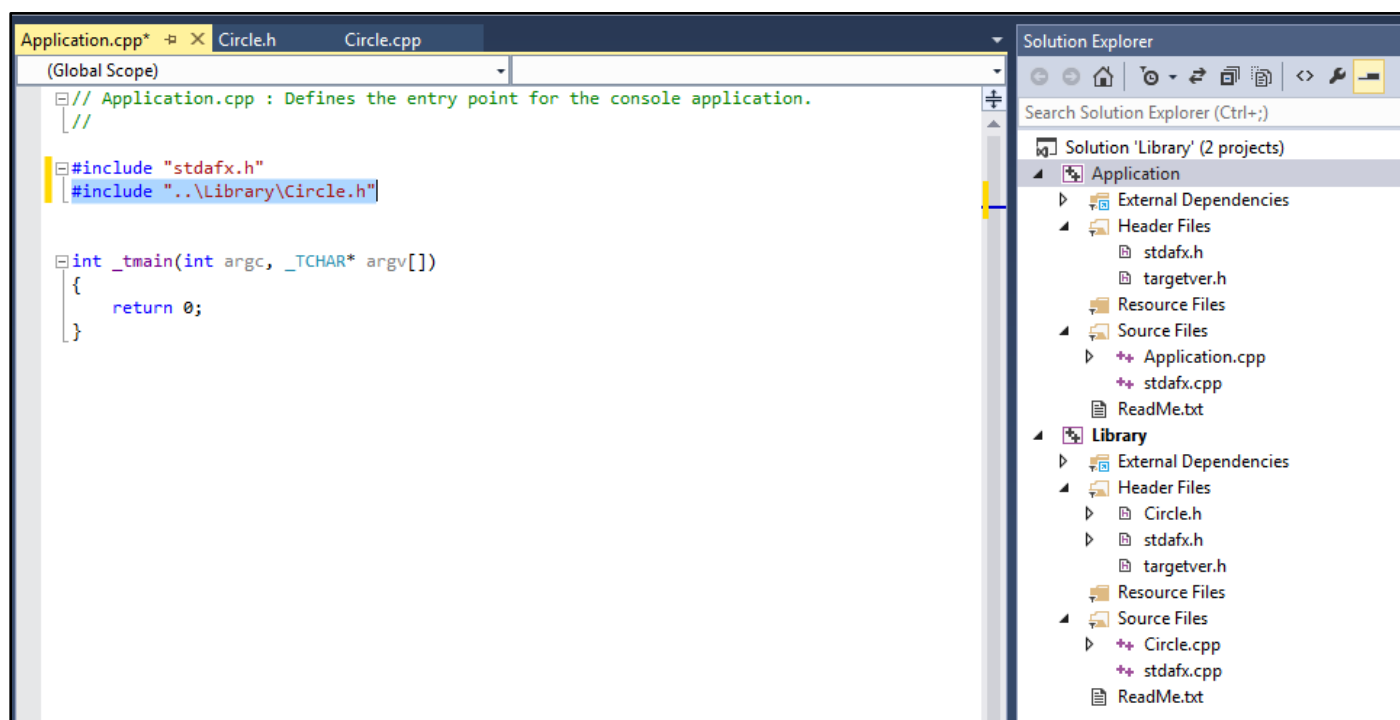 Application.cpp* Circle.h Circle.cpp
(Global Scope)
// Application.cpp : Defines the entry point for the console application.
//
#include "stdafx.h"
#include "..\Library\Circle.h"
int _tmain(int argc, _TCHAR* argv[])
{
return 0;
}
Solution Explorer
Search Solution Explorer (Ctrl+;)
Solution 'Library' (2 projects)
Application
External Dependencies
Header Files
stdafx.h
targetver.h
Resource Files
Source Files
Application.cpp
stdafx.cpp
ReadMe.txt
Library
External Dependencies
Header Files
Circle.h
stdafx.h
targetver.h
Resource Files
Source Files
Circle.cpp
stdafx.cpp
ReadMe.txt